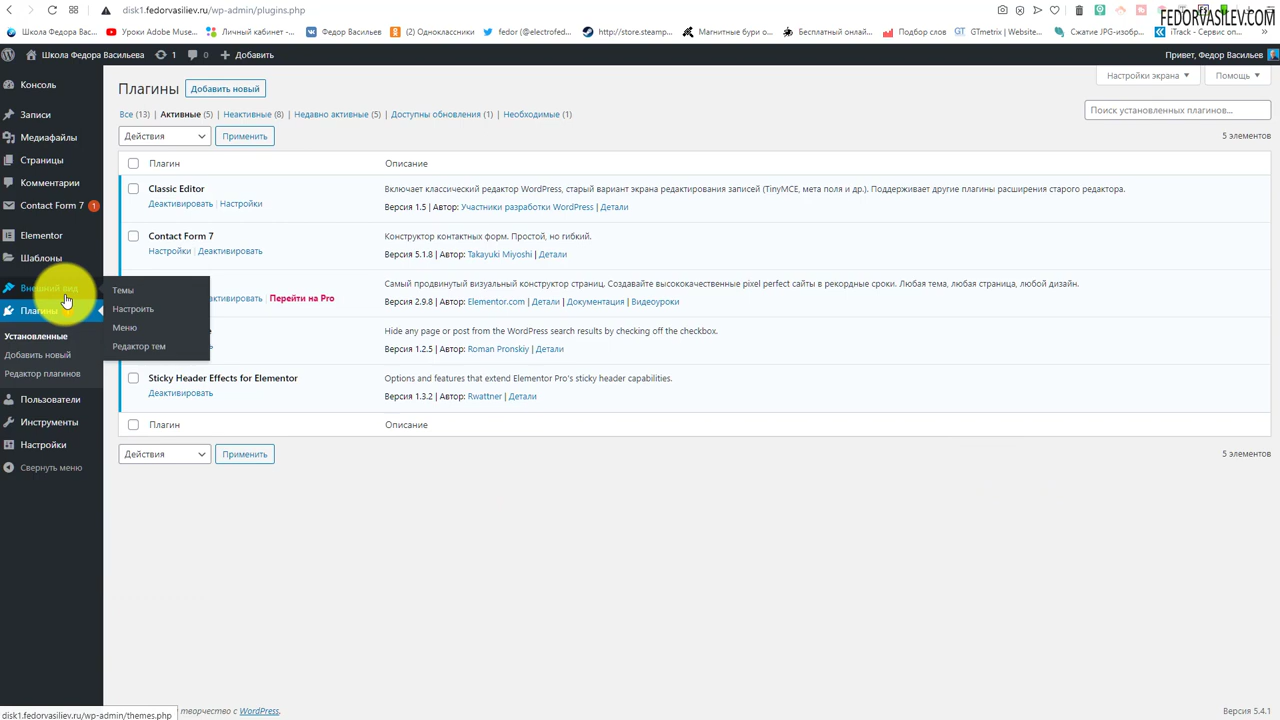 disk1.fedorvasiliev.ru/wp-admin/plugins.php
FEDORVASILEV.COM
Школа Федора Вас... Уроки Adobe Muse... Личный кабинет -... Федор Васильев (2) Одноклассники fedor (@electrofed... http://store.steamp... Магнитные бури о... Бесплатный онлай... Подбор слов GT GTmetrix | Website... Сжатие JPG-изобр... iTrack - Сервис оп...
Школа Федора Васильева 1 0 Добавить Привет, Федор Васильев
Консоль
Записи
Медиафайлы
Страницы
Комментарии
Contact Form 7 1
Elementor
Шаблоны
Внешний вид
Плагины
Установленные
Добавить новый
Редактор плагинов
Пользователи
Инструменты
Настройки
Свернуть меню
Темы
Настроить
Меню
Редактор тем
Настройки экрана Помощь
Плагины Добавить новый
Все (13) | Активные (5) | Неактивные (8) | Недавно активные (5) | Доступны обновления (1) | Необходимые (1)
Поиск установленных плагинов...
Действия Применить 5 элементов
Плагин Описание
Classic Editor Включает классический редактор WordPress, старый вариант экрана редактирования записей (TinyMCE, мета поля и др.). Поддерживает другие плагины расширения старого редактора.
Деактивировать | Настройки Версия 1.5 | Автор: Участники разработки WordPress | Детали
Contact Form 7 Конструктор контактных форм. Простой, но гибкий.
Настройки | Деактивировать Версия 5.1.8 | Автор: Takayuki Miyoshi | Детали
Самый продвинутый визуальный конструктор страниц. Создавайте высококачественные pixel perfect сайты в рекордные сроки. Любая тема, любая страница, любой дизайн.
активировать | Перейти на Pro Версия 2.9.8 | Автор: Elementor.com | Детали | Документация | Видеоуроки
Hide any page or post from the WordPress search results by checking off the checkbox.
Версия 1.2.5 | Автор: Roman Pronskiy | Детали
Sticky Header Effects for Elementor Options and features that extend Elementor Pro's sticky header capabilities.
Деактивировать Версия 1.3.2 | Автор: Rwattner | Детали
Плагин Описание
Действия Применить 5 элементов
творчество с WordPress. Версия 5.4.1
disk1.fedorvasiliev.ru/wp-admin/themes.php